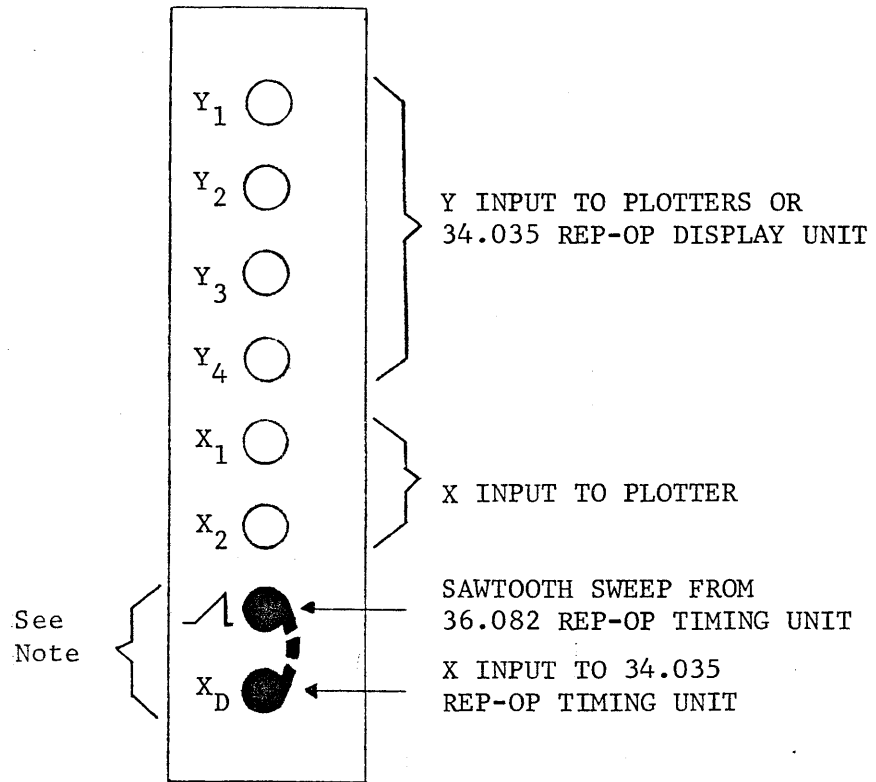 Y1
Y2
Y3
Y4
Y INPUT TO PLOTTERS OR
34.035 REP-OP DISPLAY UNIT
X1
X2
X INPUT TO PLOTTER
SAWTOOTH SWEEP FROM
36.082 REP-OP TIMING UNIT
See
Note
XD
X INPUT TO 34.035
REP-OP TIMING UNIT